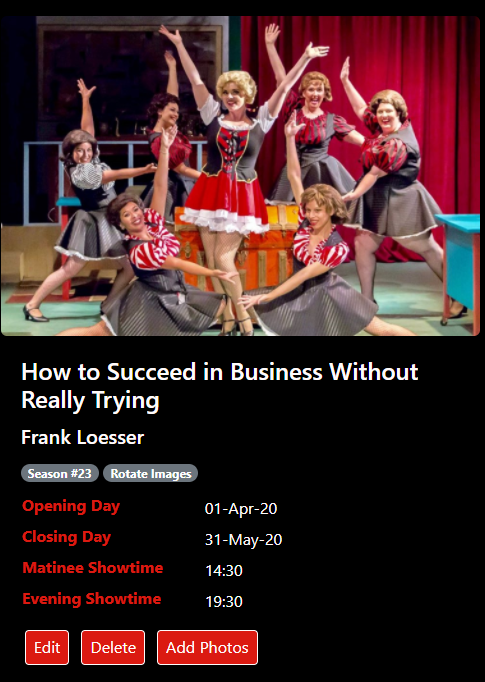 How to Succeed in Business Without
Really Trying
Frank Loesser
Season #23 Rotate Images
Opening Day 01-Apr-20
Closing Day 31-May-20
Matinee Showtime 14:30
Evening Showtime 19:30
Edit Delete Add Photos